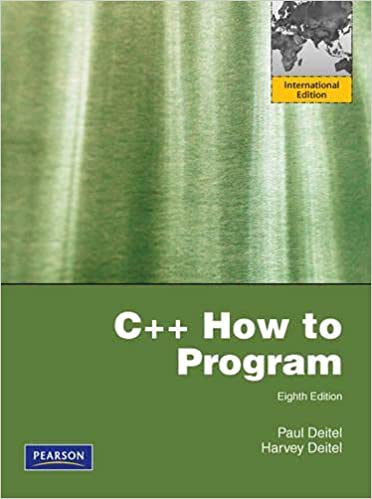 International
Edition
C++ How to
Program
Eighth Edition
Paul Deitel
Harvey Deitel
PEARSON